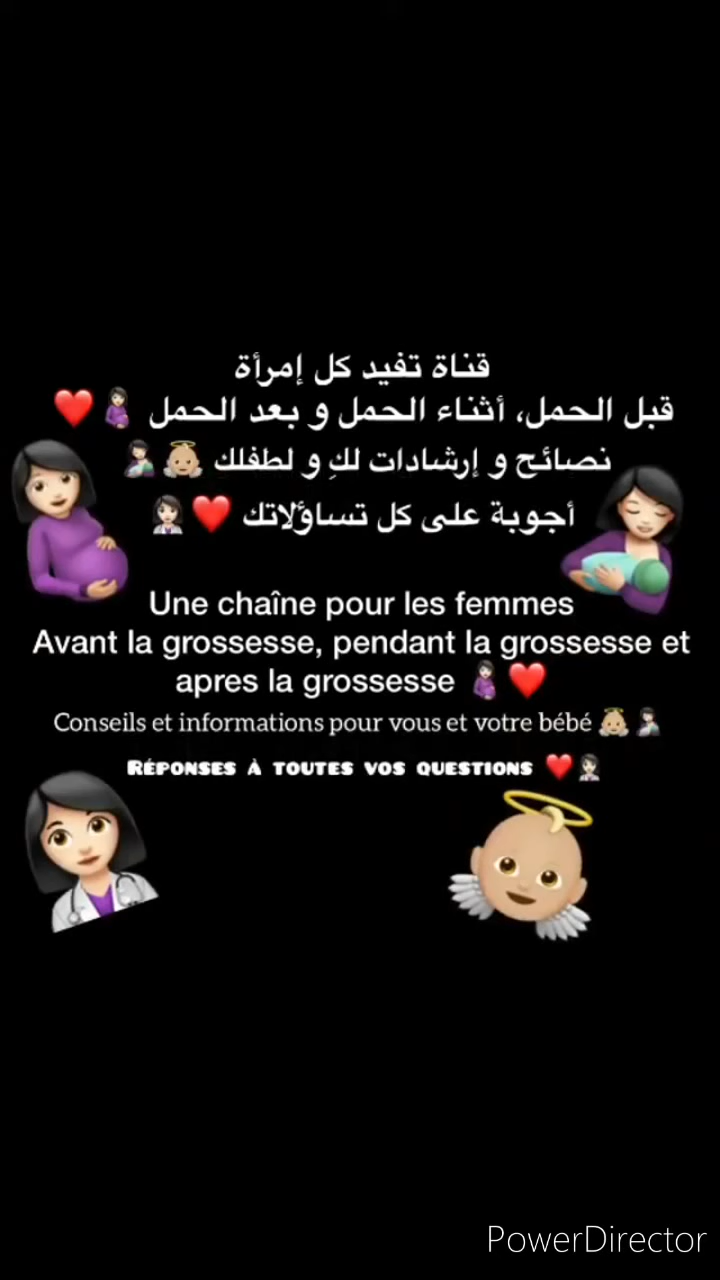 قناة تفيد كل إمرأة
قبل الحمل، أثناء الحمل و بعد الحمل 🤰🏻❤️
نصائح و إرشادات لكِ و لطفلك 👼🏼🤱🏻
أجوبة على كل تساؤلاتك ❤️👩🏻‍⚕️
Une chaîne pour les femmes
Avant la grossesse, pendant la grossesse et
apres la grossesse 🤰🏻❤️
Conseils et informations pour vous et votre bébé 👼🏼🤱🏻
RÉPONSES À TOUTES VOS QUESTIONS ❤️👩🏻‍⚕️
PowerDirector